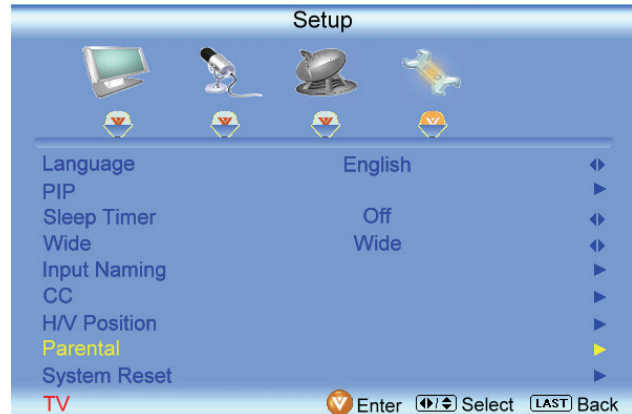 Setup
Language English
PIP
Sleep Timer Off
Wide Wide
Input Naming
CC
H/V Position
Parental
System Reset
TV Enter Select LAST Back